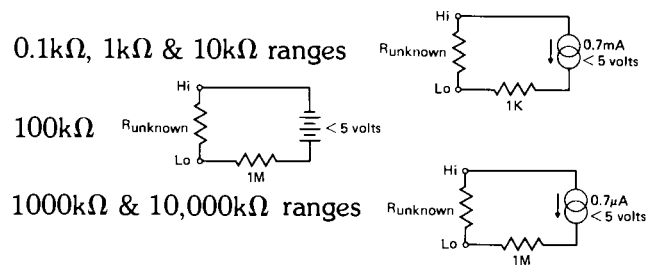 0.1kΩ, 1kΩ & 10kΩ ranges
Hi
Runknown
Lo
1K
0.7mA
< 5 volts
100kΩ
Hi
Runknown
Lo
1M
< 5 volts
1000kΩ & 10,000kΩ ranges
Hi
Runknown
Lo
1M
0.7µA
< 5 volts